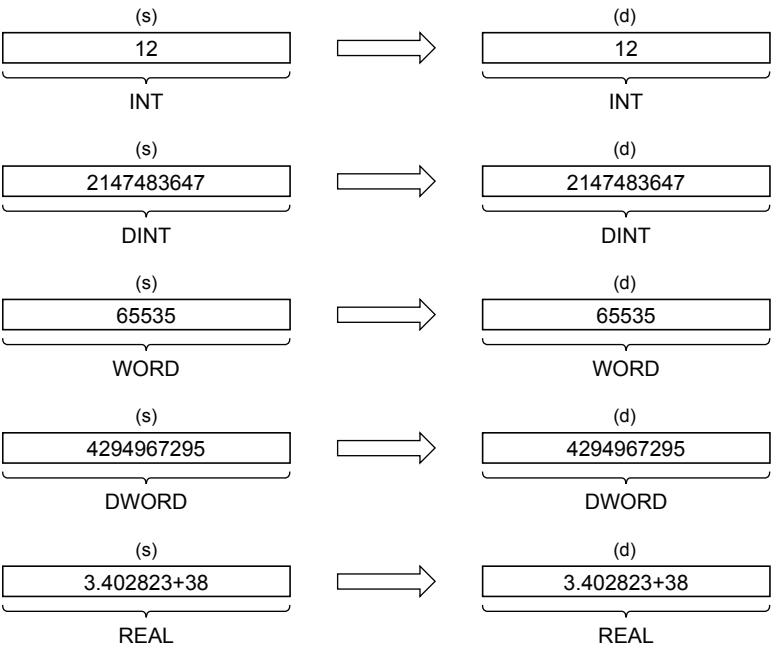 (s) (d)
12 12
INT INT
(s) (d)
2147483647 2147483647
DINT DINT
(s) (d)
65535 65535
WORD WORD
(s) (d)
4294967295 4294967295
DWORD DWORD
(s) (d)
3.402823+38 3.402823+38
REAL REAL